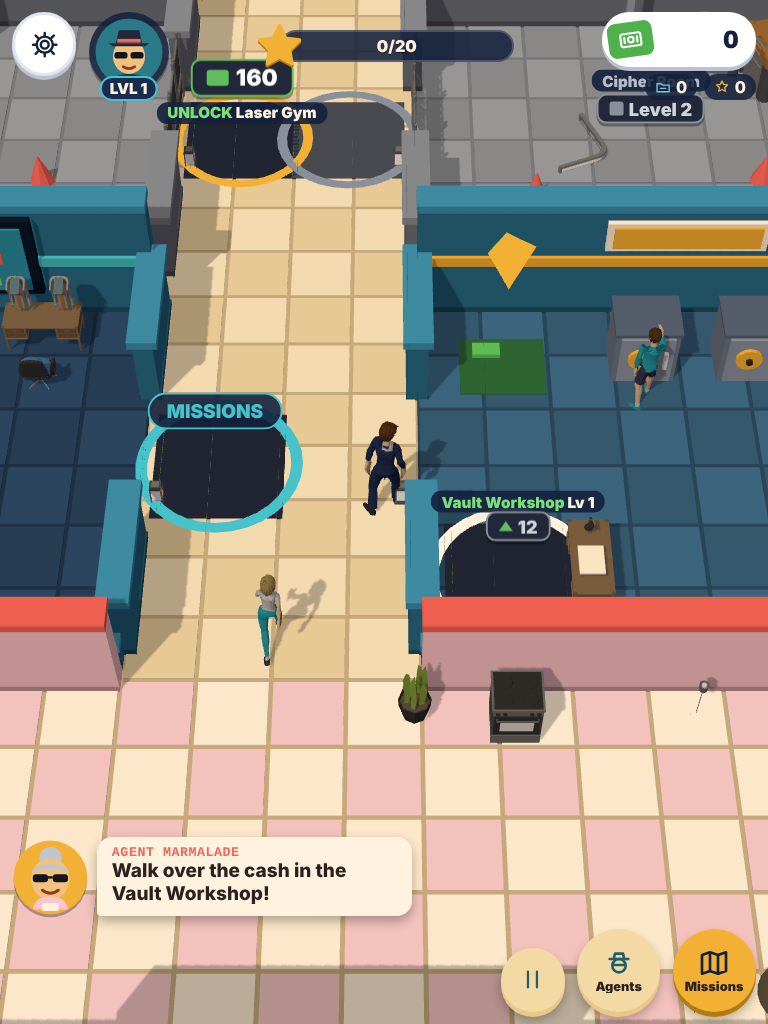 0/20
0
LVL 1
160
0
0
Level 2
UNLOCK Laser Gym
MISSIONS
Vault Workshop Lv 1
12
AGENT MARMALADE
Walk over the cash in the
Vault Workshop!
Agents
Missions